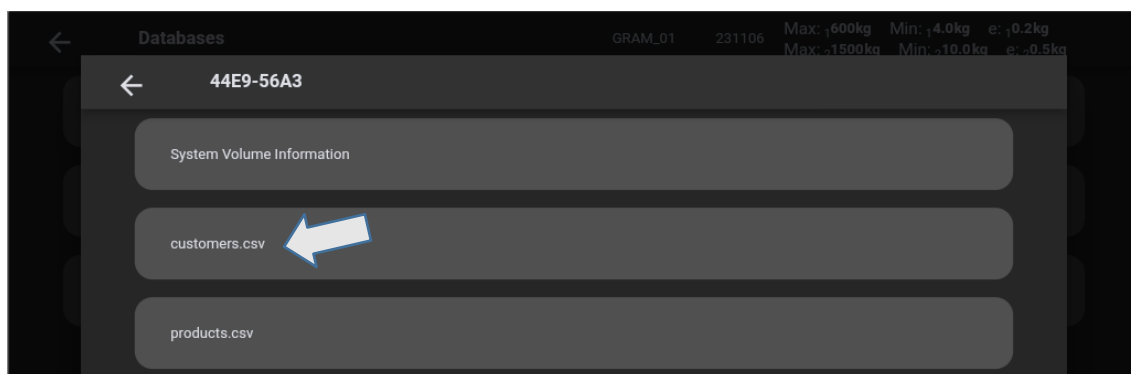 Databases GRAM_01 231106 Max: ₁600kg Min: ₁4.0kg e: ₁0.2kg
Max: ₂1500kg Min: ₂10.0kg e: ₂0.5kg
44E9-56A3
System Volume Information
customers.csv
products.csv